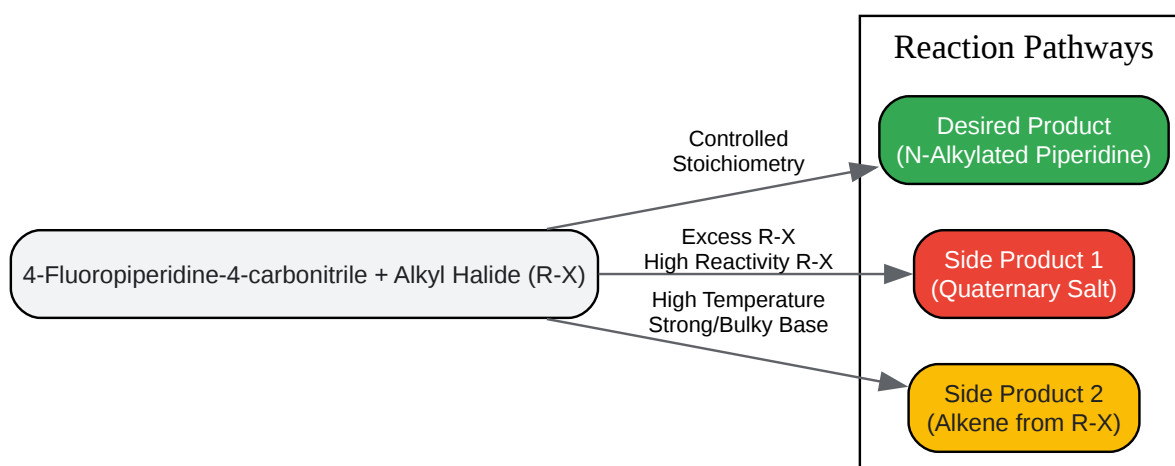 Reaction Pathways
Desired Product
(N-Alkylated Piperidine)
Controlled
Stoichiometry
4-Fluoropiperidine-4-carbonitrile + Alkyl Halide (R-X)
Excess R-X
High Reactivity R-X
Side Product 1
(Quaternary Salt)
High Temperature
Strong/Bulky Base
Side Product 2
(Alkene from R-X)